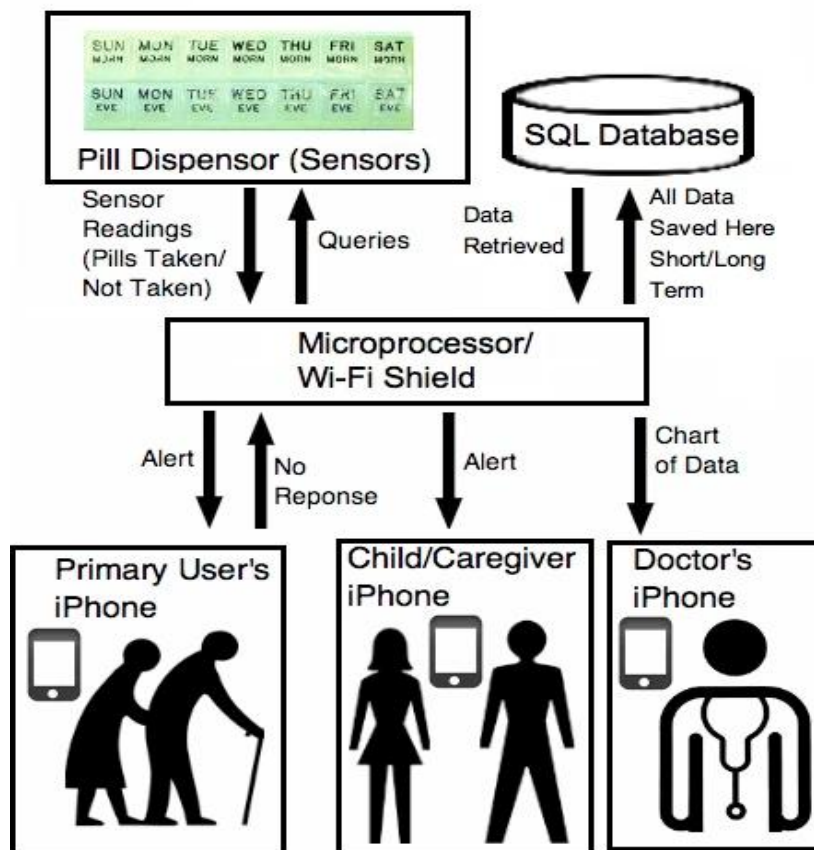 SUN MON TUE WED THU FRI SAT
MORN MORN MORN MORN MORN MORN MORN
SUN MON TUE WED THU FRI SAT
EVE EVE EVE EVE EVE EVE EVE
Pill Dispensor (Sensors)
SQL Database
Sensor
Readings
(Pills Taken/
Not Taken)
Queries
Data
Retrieved
All Data
Saved Here
Short/Long
Term
Microprocessor/
Wi-Fi Shield
Alert
No
Reponse
Alert
Chart
of Data
Primary User's
iPhone
Child/Caregiver
iPhone
Doctor's
iPhone